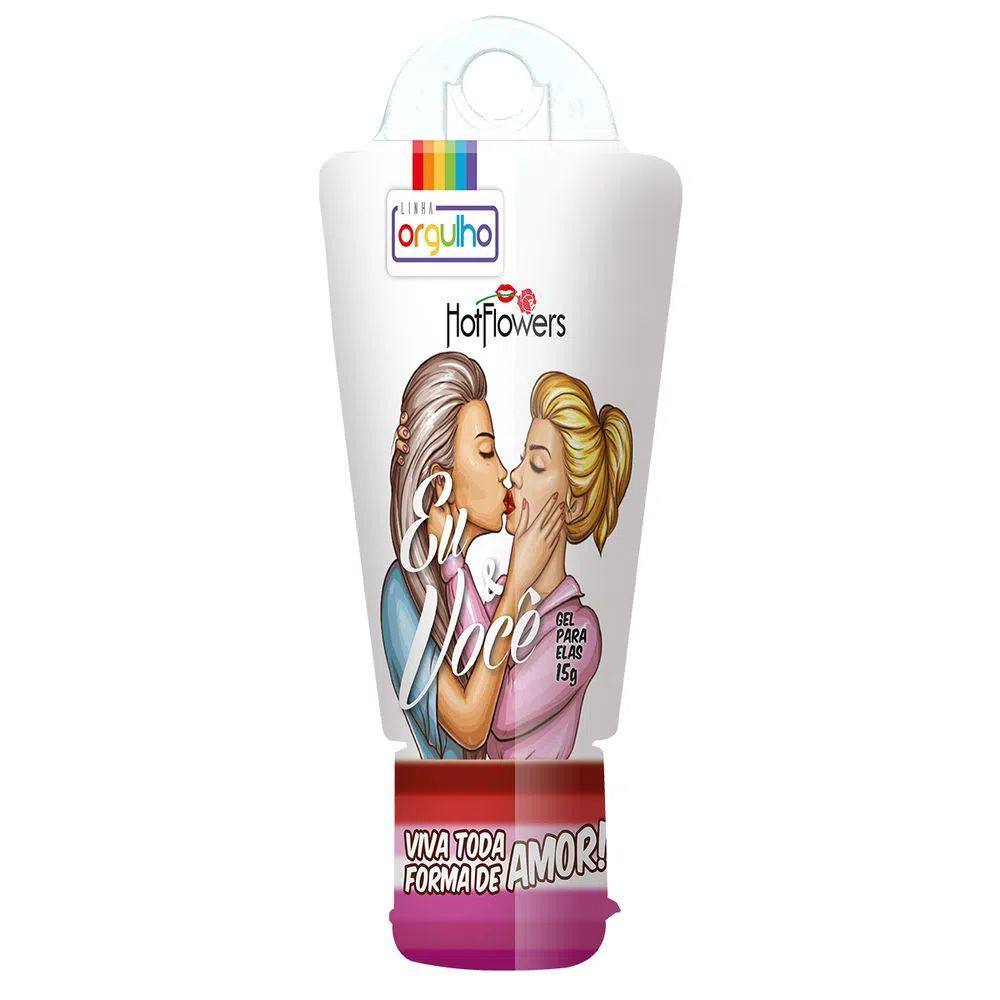 LINHA
orgulho
HotFlowers
Eu
&
Você
GEL
PARA
ELAS
15g
VIVA TODA
FORMA DE
AMOR!